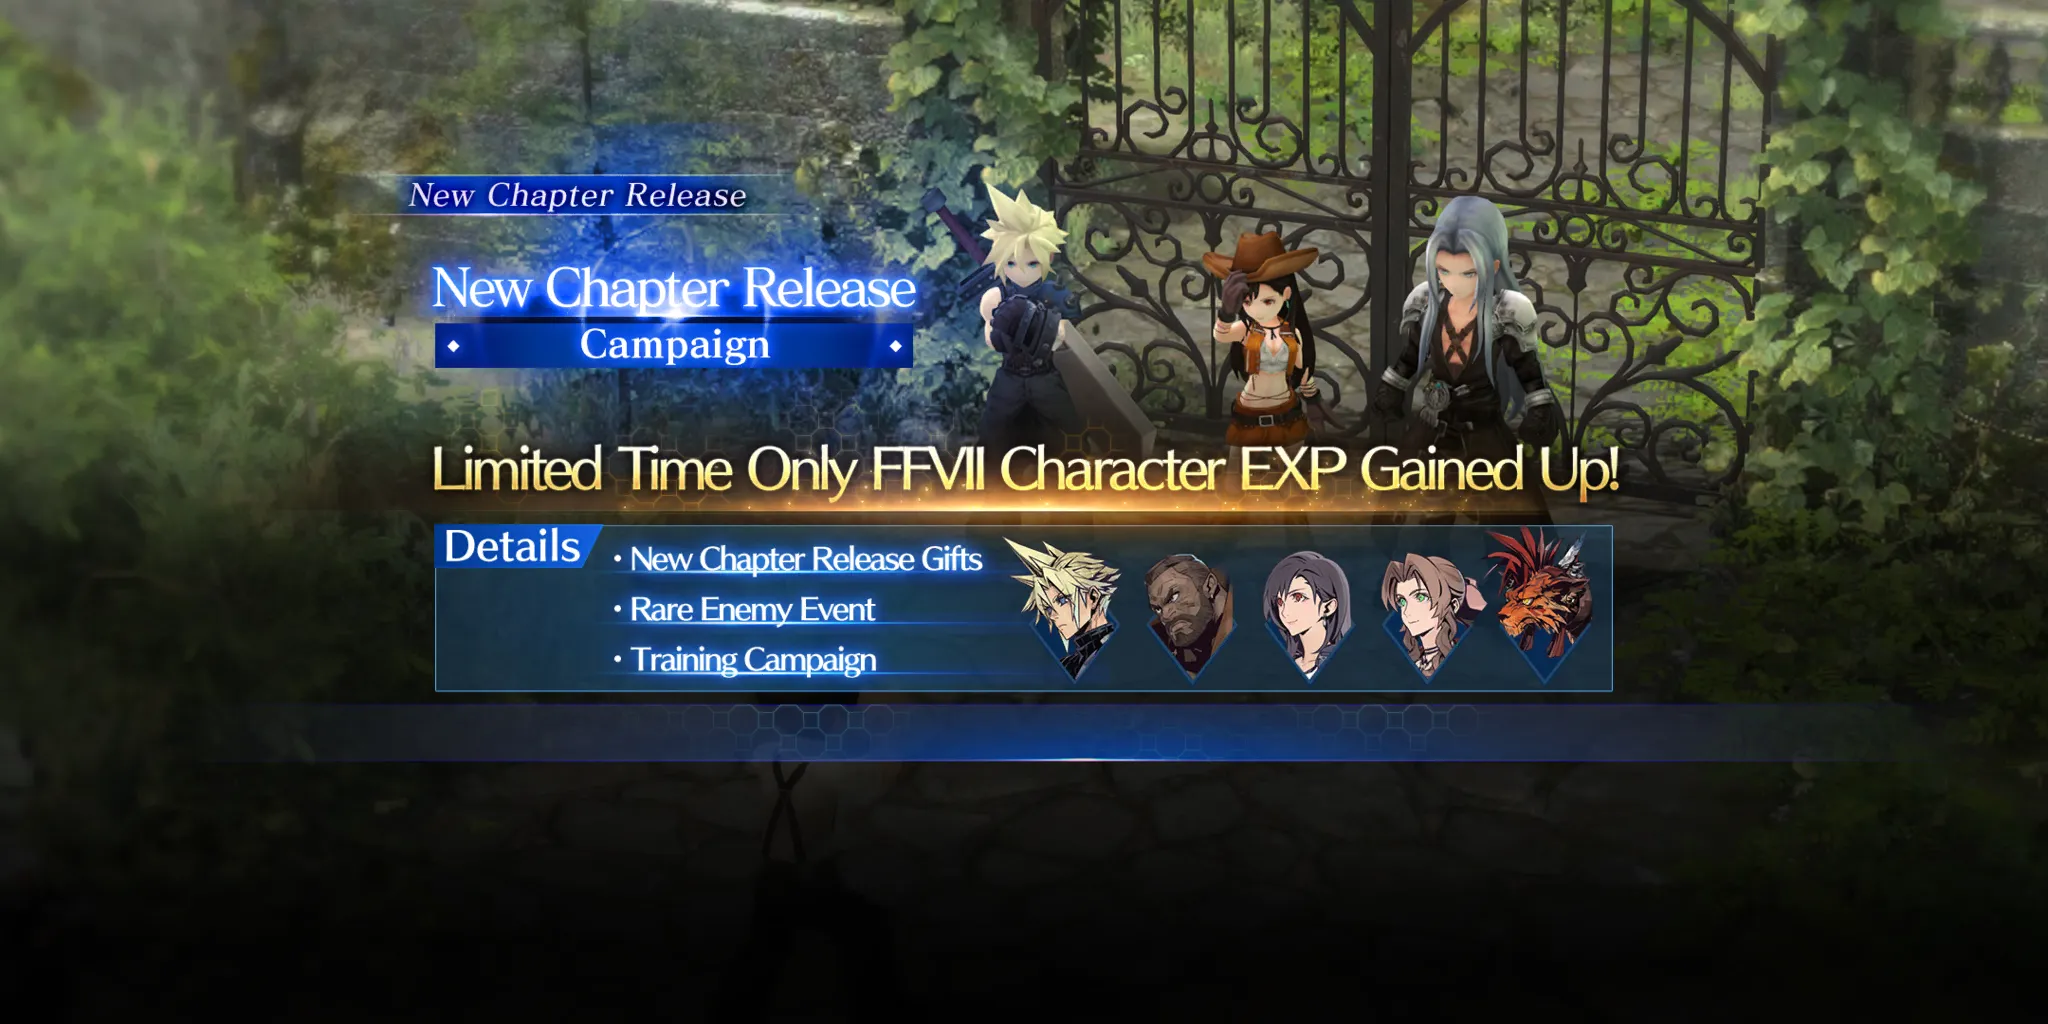 New Chapter Release
New Chapter Release
Campaign
Limited Time Only FFVII Character EXP Gained Up!
Details
・New Chapter Release Gifts
・Rare Enemy Event
・Training Campaign